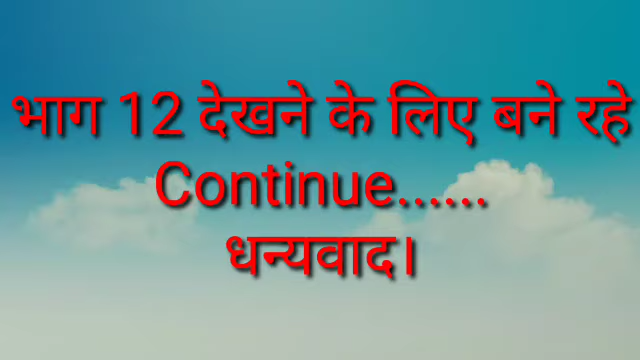 भाग 12 देखने के लिए बने रहे
Continue......
धन्यवाद।